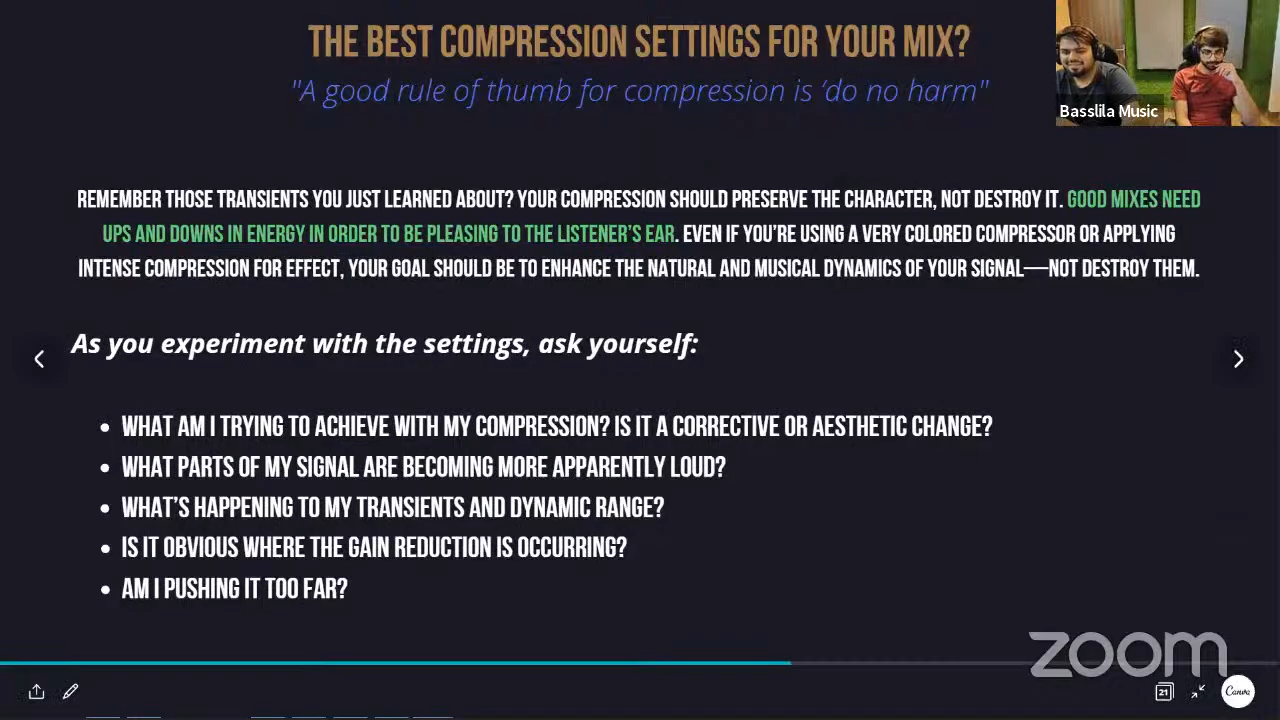 THE BEST COMPRESSION SETTINGS FOR YOUR MIX?
"A good rule of thumb for compression is ‘do no harm"
Basslila Music
REMEMBER THOSE TRANSIENTS YOU JUST LEARNED ABOUT? YOUR COMPRESSION SHOULD PRESERVE THE CHARACTER, NOT DESTROY IT. GOOD MIXES NEED
UPS AND DOWNS IN ENERGY IN ORDER TO BE PLEASING TO THE LISTENER’S EAR. EVEN IF YOU’RE USING A VERY COLORED COMPRESSOR OR APPLYING
INTENSE COMPRESSION FOR EFFECT, YOUR GOAL SHOULD BE TO ENHANCE THE NATURAL AND MUSICAL DYNAMICS OF YOUR SIGNAL—NOT DESTROY THEM.
As you experiment with the settings, ask yourself:
• WHAT AM I TRYING TO ACHIEVE WITH MY COMPRESSION? IS IT A CORRECTIVE OR AESTHETIC CHANGE?
• WHAT PARTS OF MY SIGNAL ARE BECOMING MORE APPARENTLY LOUD?
• WHAT’S HAPPENING TO MY TRANSIENTS AND DYNAMIC RANGE?
• IS IT OBVIOUS WHERE THE GAIN REDUCTION IS OCCURRING?
• AM I PUSHING IT TOO FAR?
zoom
21
Canva